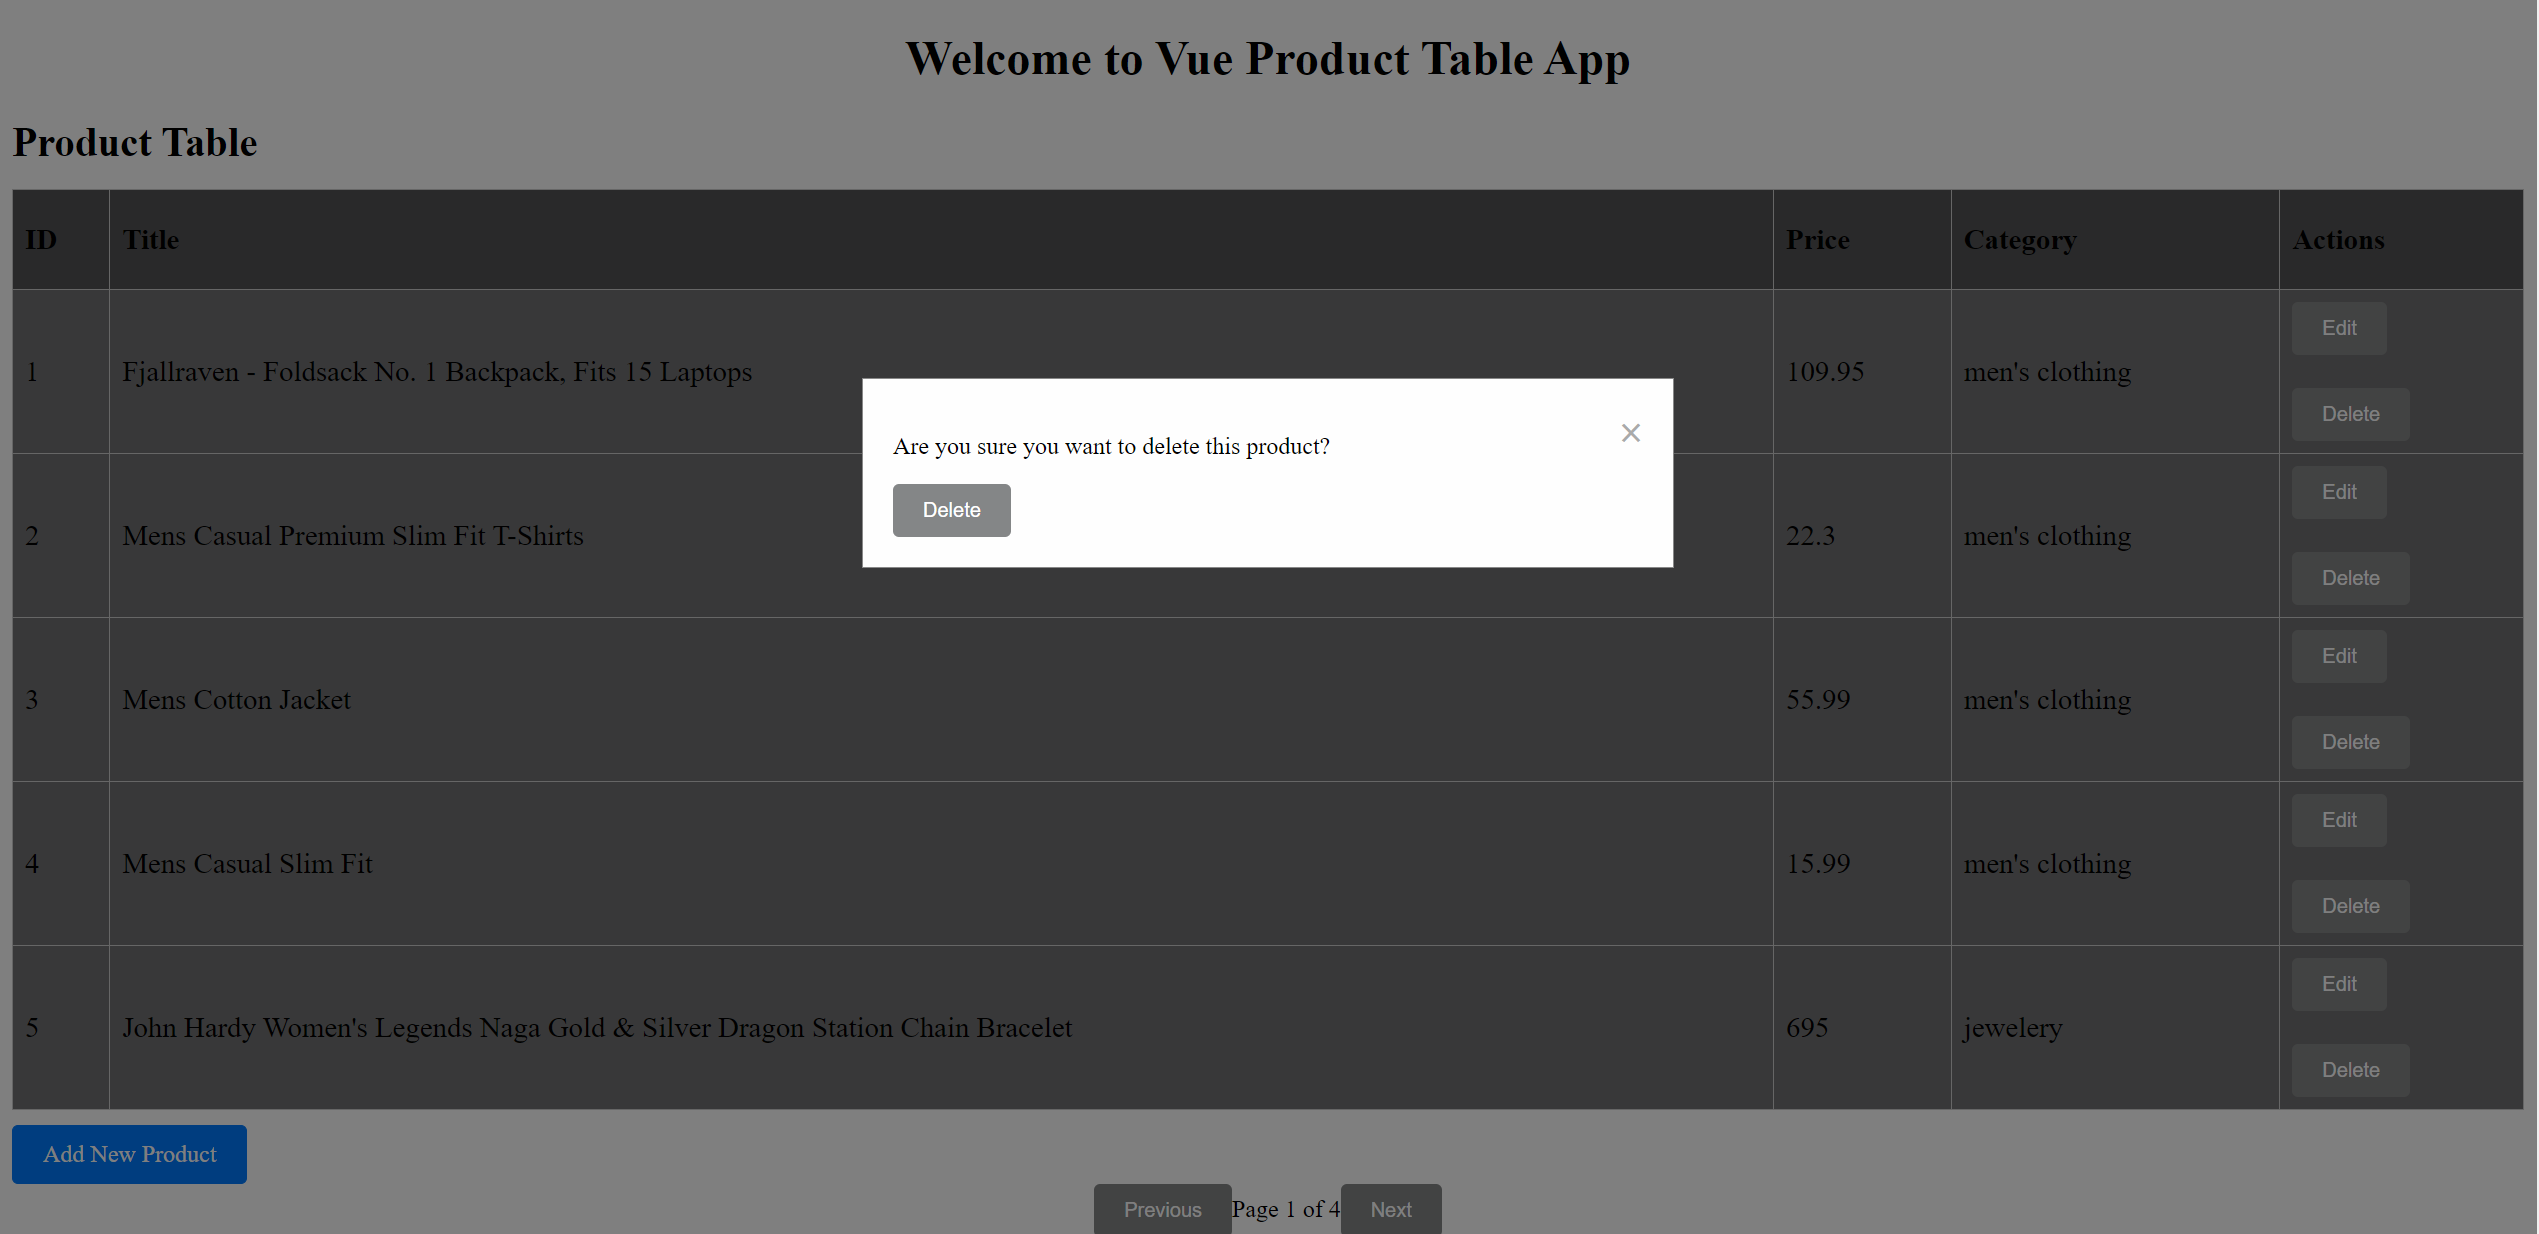 Welcome to Vue Product Table App
Product Table
ID Title Price Category Actions
1 Fjallraven - Foldsack No. 1 Backpack, Fits 15 Laptops 109.95 men's clothing Edit
Delete
Are you sure you want to delete this product? ×
Delete
2 Mens Casual Premium Slim Fit T-Shirts 22.3 men's clothing Edit
Delete
3 Mens Cotton Jacket 55.99 men's clothing Edit
Delete
4 Mens Casual Slim Fit 15.99 men's clothing Edit
Delete
5 John Hardy Women's Legends Naga Gold & Silver Dragon Station Chain Bracelet 695 jewelery Edit
Delete
Add New Product
Previous Page 1 of 4 Next